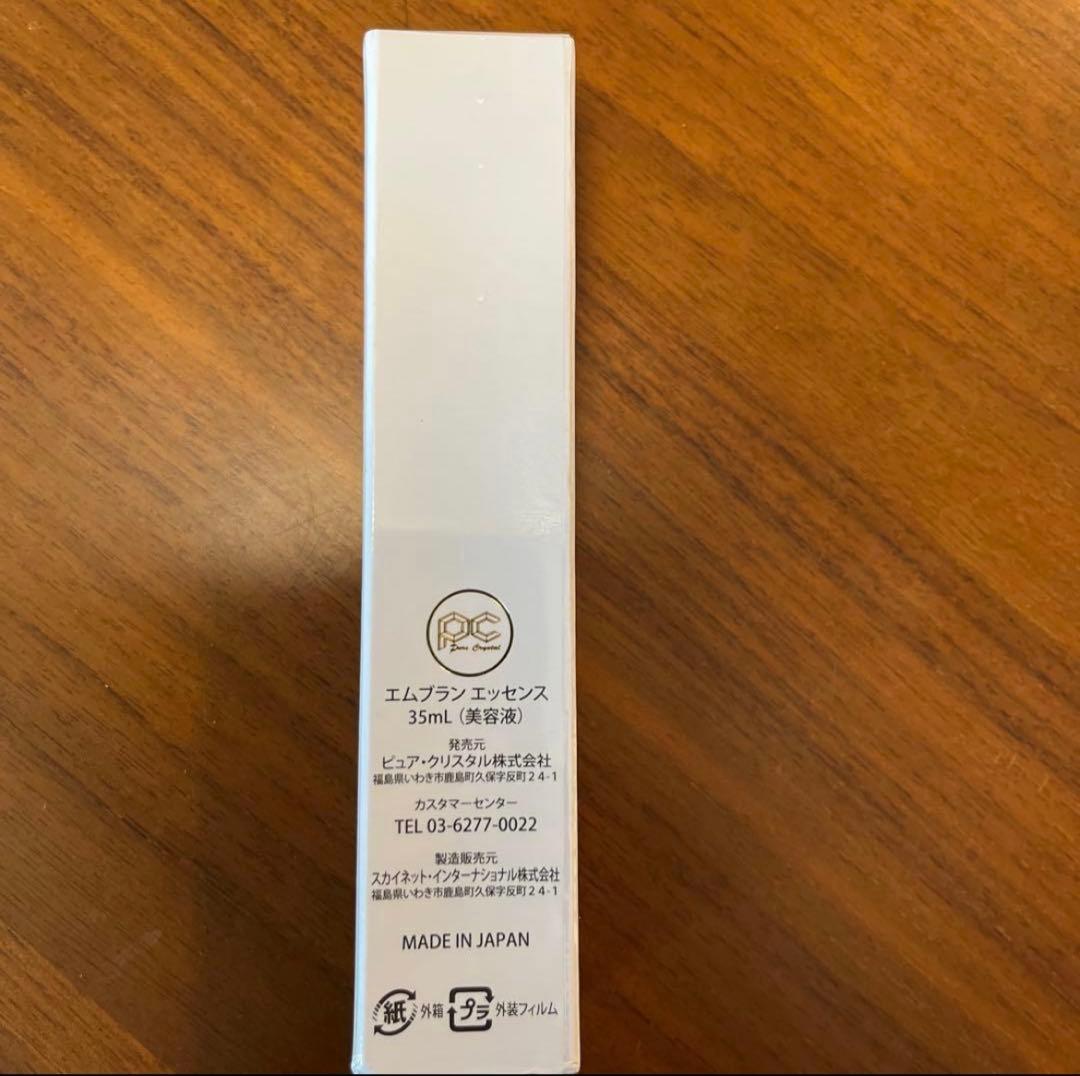 PC
Pure Crystal
エムブラン エッセンス
35mL（美容液）
発売元
ピュア・クリスタル株式会社
福島県いわき市鹿島町久保字反町２４-１
カスタマーセンター
TEL 03-6277-0022
製造販売元
スカイネット・インターナショナル株式会社
福島県いわき市鹿島町久保字反町２４-１
MADE IN JAPAN
紙 外箱 プラ 外装フィルム